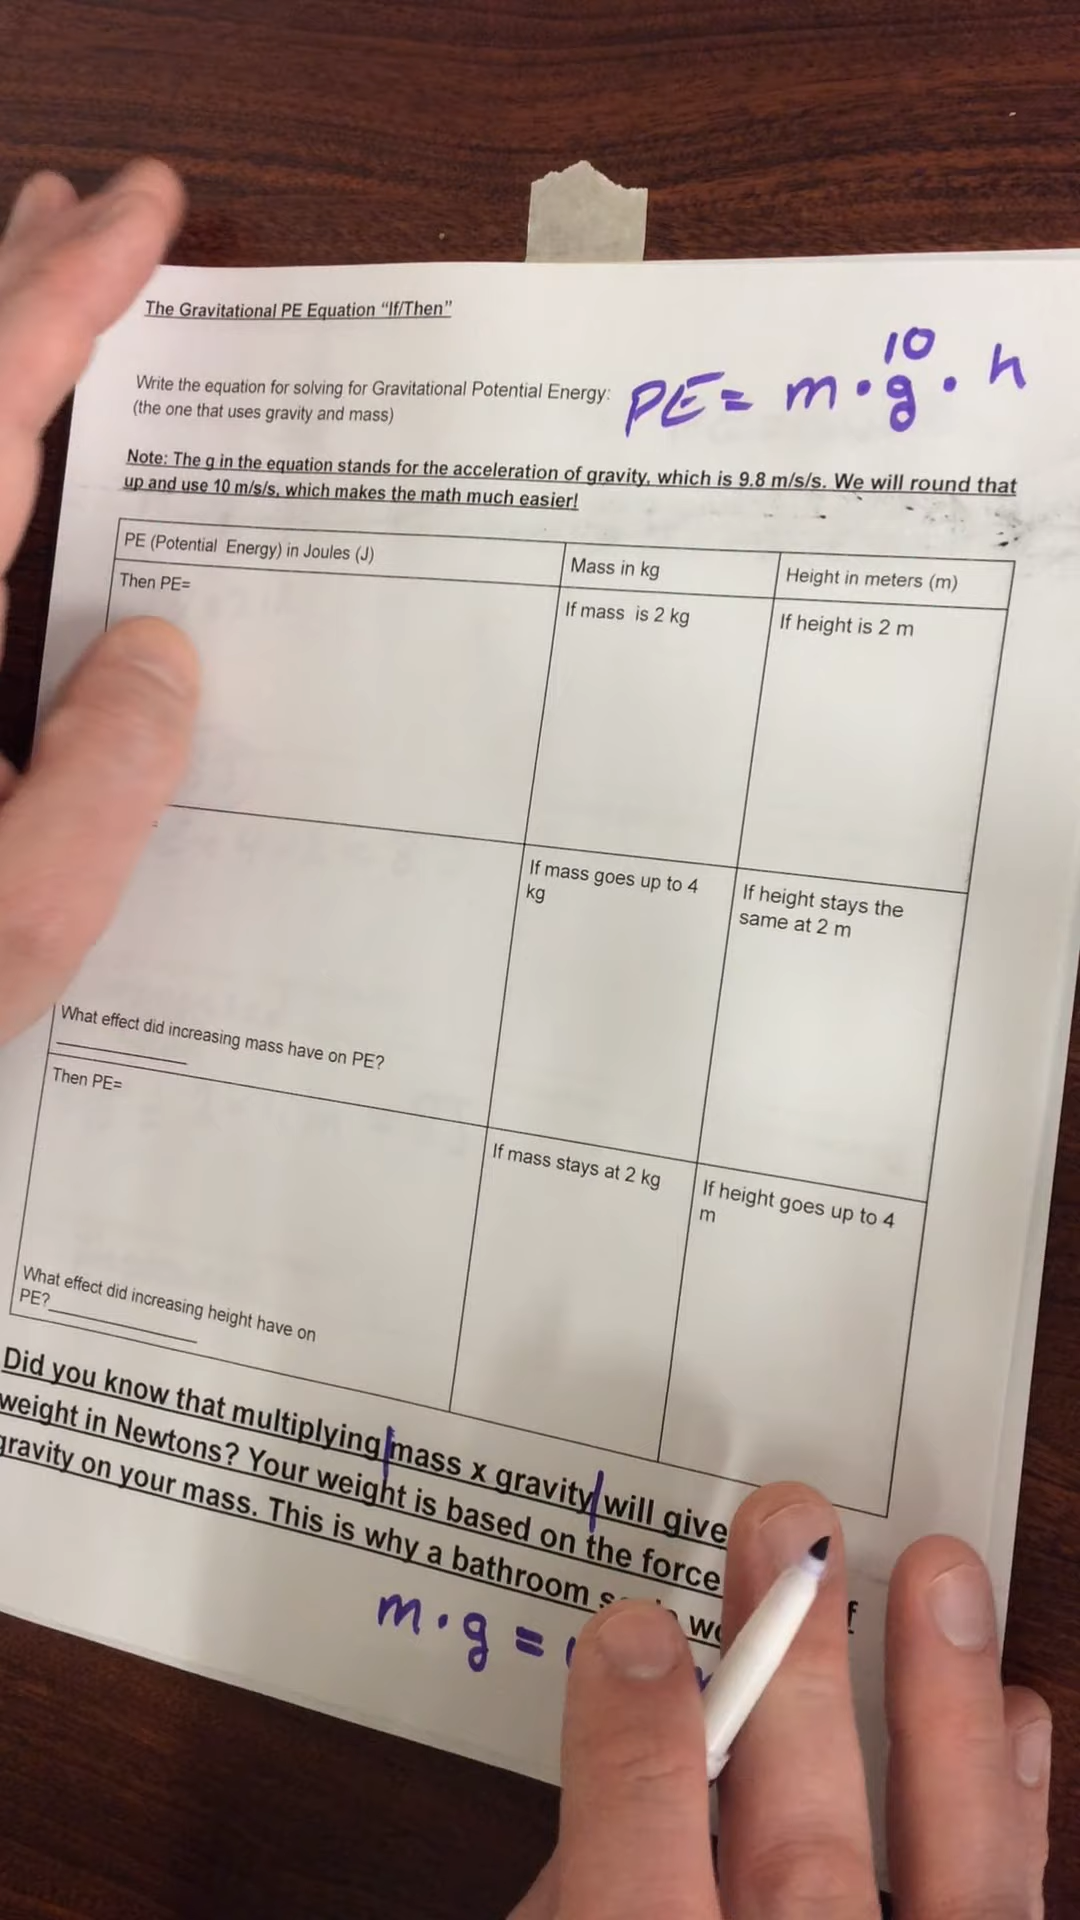 The Gravitational PE Equation “If/Then”
Write the equation for solving for Gravitational Potential Energy:
(the one that uses gravity and mass)
10
PE = m · g · h
Note: The g in the equation stands for the acceleration of gravity, which is 9.8 m/s/s. We will round that
up and use 10 m/s/s, which makes the math much easier!
PE (Potential Energy) in Joules (J)
Mass in kg
Height in meters (m)
Then PE=
If mass is 2 kg
If height is 2 m
=
If mass goes up to 4
kg
If height stays the
same at 2 m
What effect did increasing mass have on PE?
Then PE=
If mass stays at 2 kg
If height goes up to 4
m
What effect did increasing height have on
PE?
Did you know that multiplying mass x gravity will give
weight in Newtons? Your weight is based on the force
gravity on your mass. This is why a bathroom
m · g =